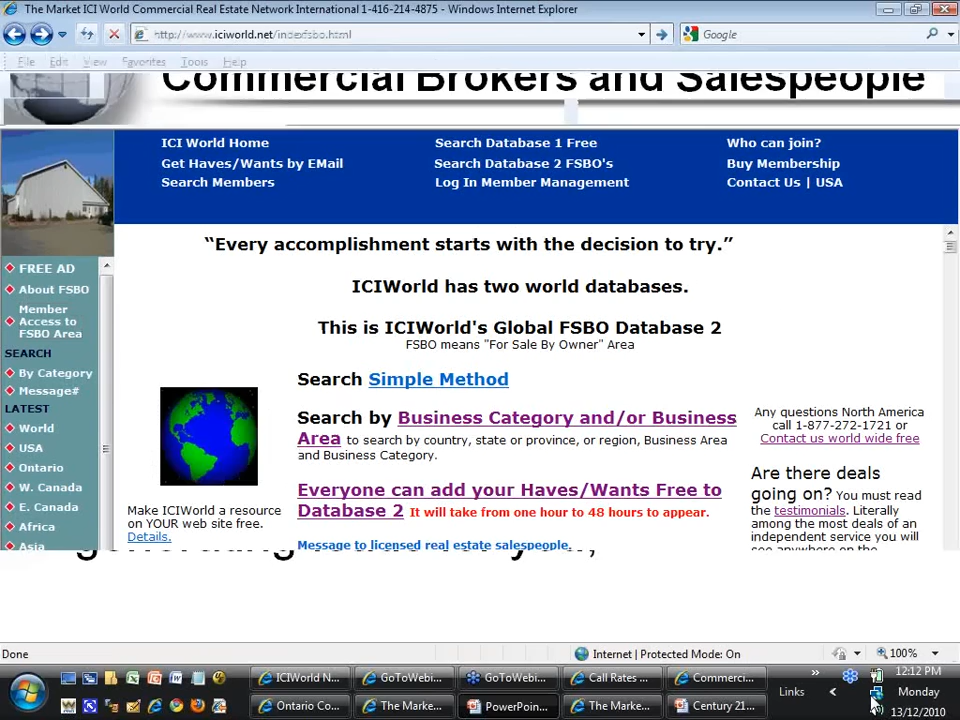 The Market ICI World Commercial Real Estate Network International 1-416-214-4875 - Windows Internet Explorer
http://www.iciworld.net/indexfsbo.html
Google
File Edit View Favorites Tools Help
Commercial Brokers and Salespeople
ICI World Home
Search Database 1 Free
Who can join?
Get Haves/Wants by EMail
Search Database 2 FSBO's
Buy Membership
Search Members
Log In Member Management
Contact Us | USA
FREE AD
About FSBO
Member
Access to
FSBO Area
SEARCH
By Category
Message#
LATEST
World
USA
Ontario
W. Canada
E. Canada
Africa
Asia
“Every accomplishment starts with the decision to try.”
ICIWorld has two world databases.
This is ICIWorld's Global FSBO Database 2
FSBO means "For Sale By Owner" Area
Search Simple Method
Search by Business Category and/or Business
Area to search by country, state or province, or region, Business Area
and Business Category.
Everyone can add your Haves/Wants Free to
Database 2 It will take from one hour to 48 hours to appear.
Message to licensed real estate salespeople.
Make ICIWorld a resource
on YOUR web site free.
Details.
Any questions North America
call 1-877-272-1721 or
Contact us world wide free
Are there deals
going on? You must read
the testimonials. Literally
among the most deals of an
independent service you will
see anywhere on the
Done
Internet | Protected Mode: On
100%
ICIWorld N...
GoToWebi...
GoToWebi...
Call Rates ...
Commerci...
Ontario Co...
The Marke...
PowerPoin...
The Marke...
Century 21...
Links
12:12 PM
Monday
13/12/2010